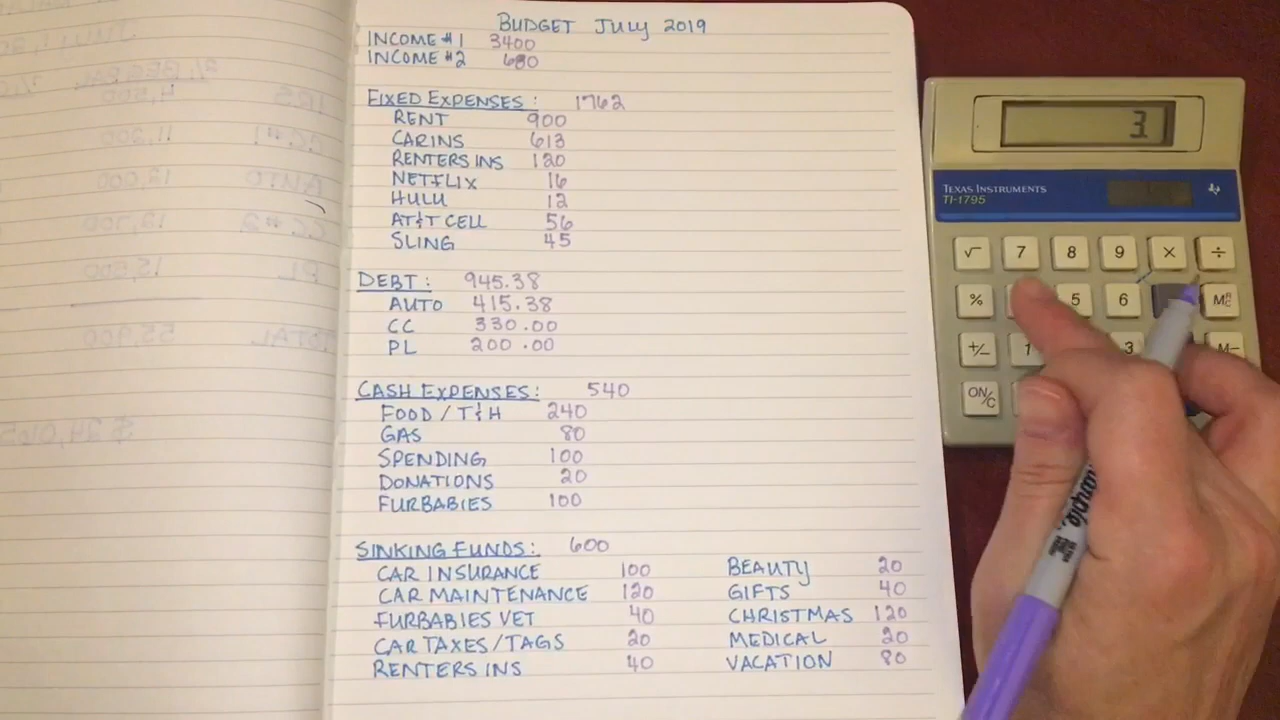 BUDGET JULY 2019
INCOME #1 3400
INCOME #2 680
FIXED EXPENSES: 1762
RENT 900
CAR INS 613
RENTERS INS 120
NETFLIX 16
HULU 12
AT&T CELL 56
SLING 45
DEBT: 945.38
AUTO 415.38
CC 330.00
PL 200.00
CASH EXPENSES: 540
FOOD / T&H 240
GAS 80
SPENDING 100
DONATIONS 20
FURBABIES 100
SINKING FUNDS: 600
CAR INSURANCE 100 BEAUTY 20
CAR MAINTENANCE 120 GIFTS 40
FURBABIES VET 40 CHRISTMAS 120
CAR TAXES/TAGS 20 MEDICAL 20
RENTERS INS 40 VACATION 80
3.
TEXAS INSTRUMENTS
TI-1795
√ 7 8 9 × ÷
% 5 6 MRC
+/- 1 3 M-
ON/C